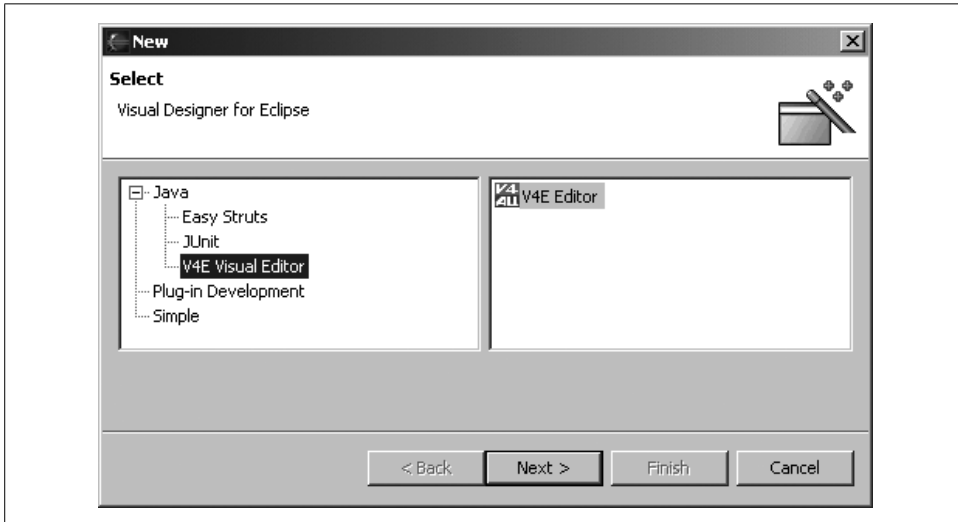 New
Select
Visual Designer for Eclipse
Java
Easy Struts
JUnit
V4E Visual Editor
Plug-in Development
Simple
V4E Editor
< Back
Next >
Finish
Cancel